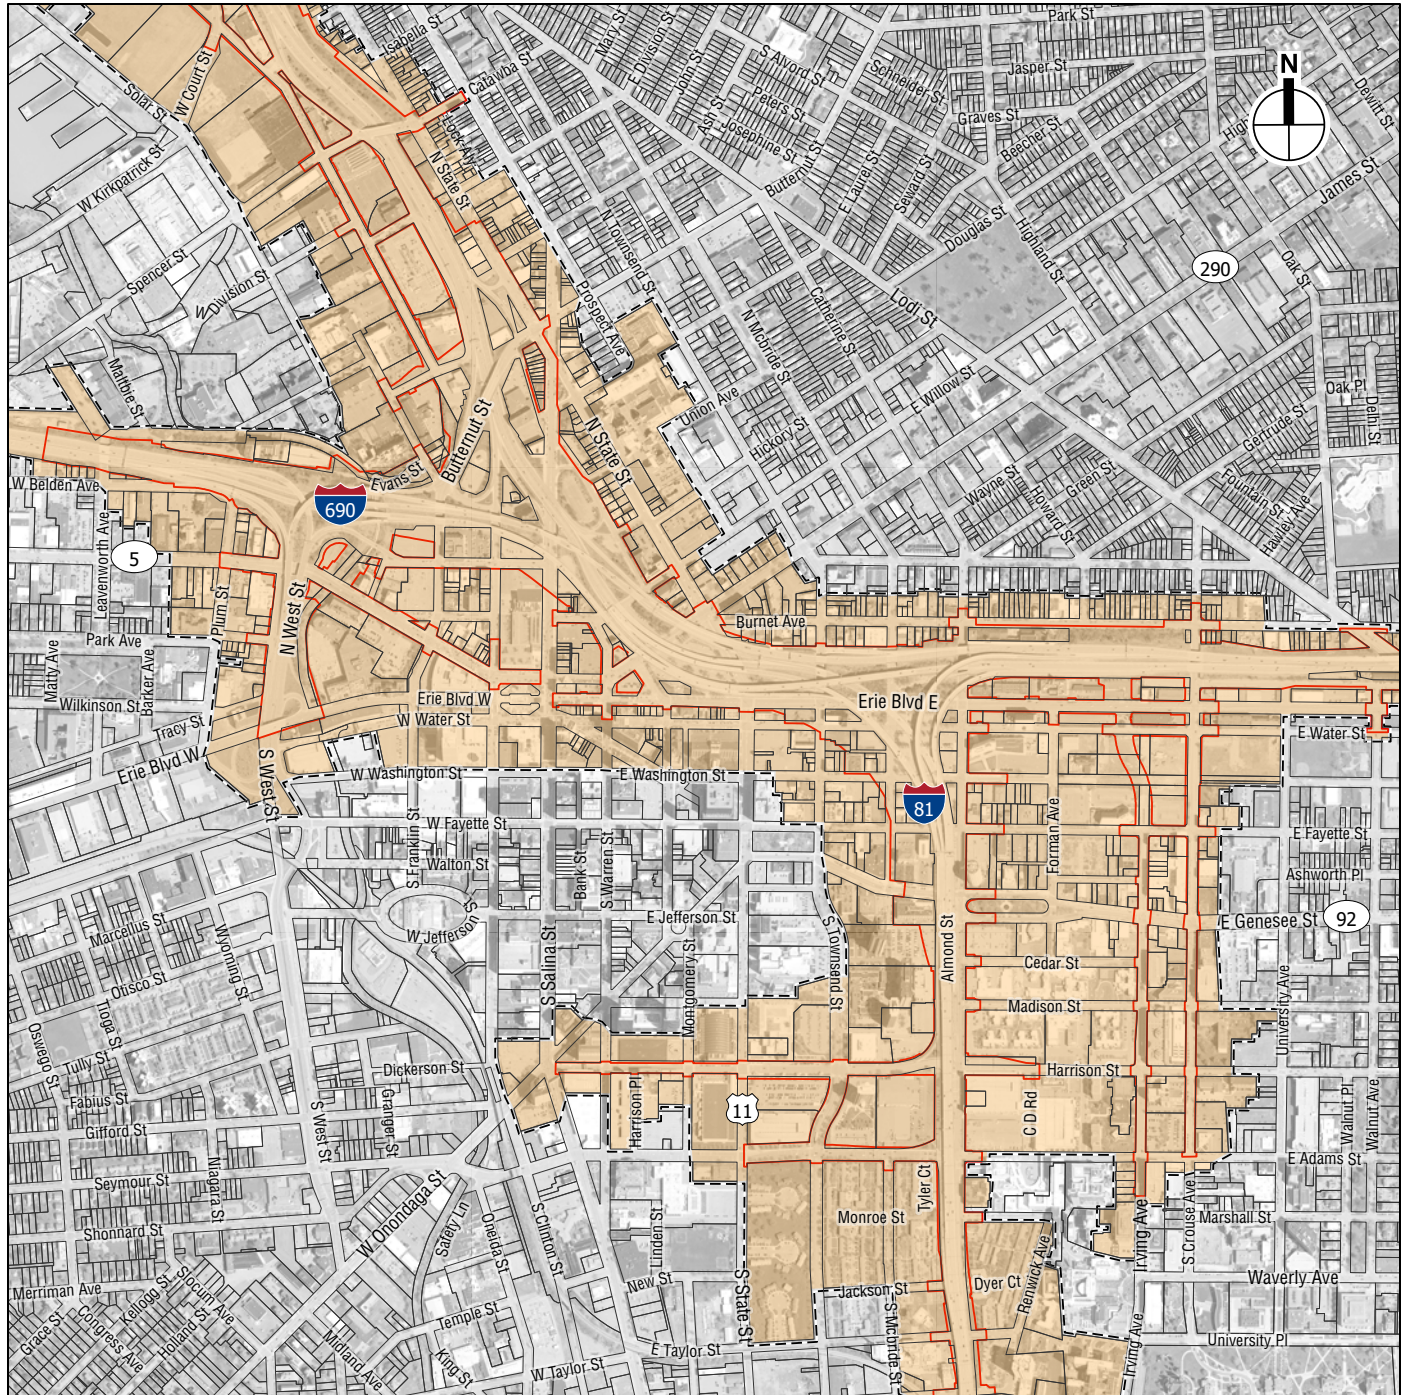 Park St
Isabella St
Mary St
E Division St
John St
S Alvord St
Schneider St
Jasper St
Dewitt St
N
Catawba St
Solar St
W Court St
Lock Aly
Ash St
Peters St
Josephine St
Graves St
Beecher St
High
James St
W Kirkpatrick St
N State St
Butternut St
E Laurel St
Seward St
Douglas St
Highland St
Oak St
290
Spencer St
W Division St
N Townsend St
Prospect Ave
Lodi St
Catherine St
N Mcbride St
Maltbie St
E Willow St
Oak Pl
Delhi St
Union Ave
Hickory St
Gertrude St
Butternut St
N State St
Evans St
W Belden Ave
690
Wayne St
Howard St
Green St
Fountain St
Hawley Ave
Leavenworth Ave
5
Plum St
N West St
Park Ave
Burnet Ave
Matty Ave
Barker Ave
Wilkinson St
Erie Blvd W
Erie Blvd E
W Water St
Tracy St
Erie Blvd W
E Water St
S West St
W Washington St
E Washington St
81
S Franklin St
W Fayette St
Forman Ave
E Fayette St
Walton St
Bank St
S Warren St
Ashworth Pl
Marcellus St
Wyoming St
W Jefferson St
E Jefferson St
S Townsend St
E Genesee St
92
Otisco St
S Salina St
Montgomery St
Almond St
Cedar St
University Ave
Tioga St
Madison St
Oswego St
Tully St
Dickerson St
Harrison St
Fabius St
Granger St
S West St
Harrison Pl
11
C D Rd
Walnut Pl
Walnut Ave
Gifford St
Seymour St
Niagara St
E Adams St
Tyler Ct
Shonnard St
W Onondaga St
Safety Ln
Oneida St
S Clinton St
Linden St
Monroe St
Irving Ave
S Crouse Ave
Marshall St
Merriman Ave
Slocum Ave
New St
S State St
Jackson St
Dyer Ct
Renwick Ave
Waverly Ave
Grace St
Congress Ave
Kellogg St
Holland St
Temple St
Midland Ave
King St
W Taylor St
E Taylor St
S Mcbride St
Irving Ave
University Pl